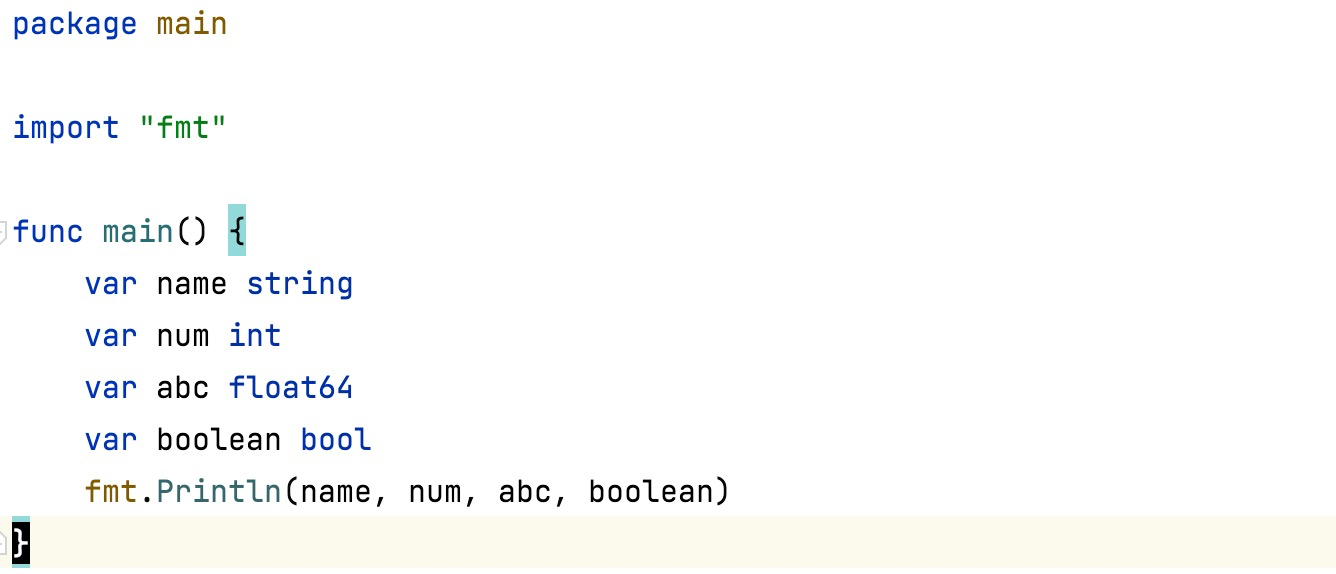 package main
import "fmt"
func main() {
var name string
var num int
var abc float64
var boolean bool
fmt.Println(name, num, abc, boolean)
}